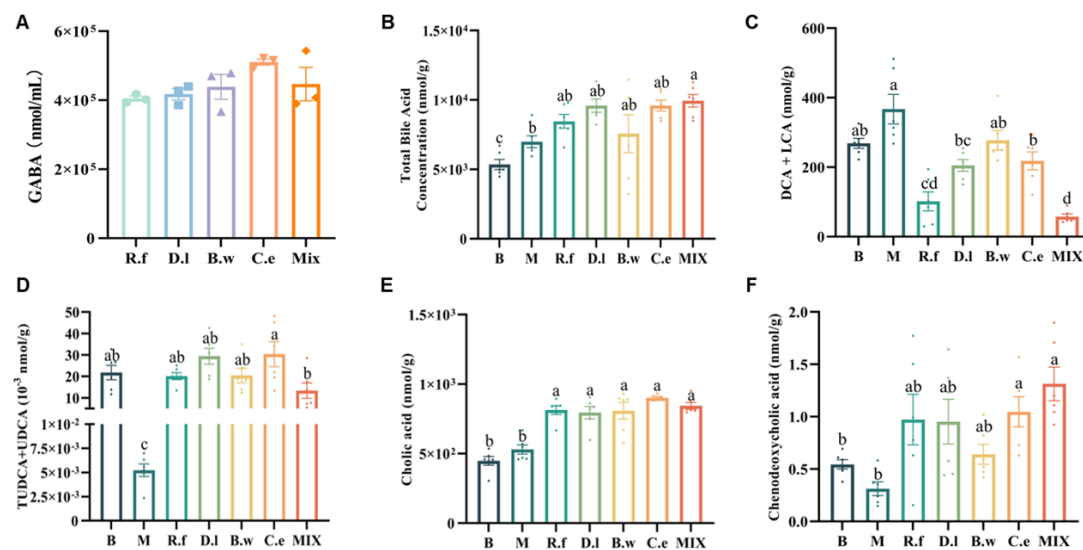 A
GABA (nmol/mL)
6×10⁵
4×10⁵
2×10⁵
0
R.f D.l B.w C.e Mix
B
Total Bile Acid
Concentration (nmol/g)
1.5×10⁴
1×10⁴
5×10³
0
c b ab ab ab ab a
B M R.f D.l B.w C.e MIX
C
DCA + LCA (nmol/g)
600
400
200
0
ab a cd bc ab b d
B M R.f D.l B.w C.e MIX
D
TUDCA+UDCA (10⁻³ nmol/g)
50
40
30
20
10
1×10⁻²
7.5×10⁻³
5×10⁻³
2.5×10⁻³
ab c ab ab ab a b
B M R.f D.l B.w C.e MIX
E
Cholic acid (nmol/g)
1.5×10³
1×10³
5×10²
0
b b a a a a a
B M R.f D.l B.w C.e MIX
F
Chenodeoxycholic acid (nmol/g)
2.0
1.5
1.0
0.5
0.0
b b ab ab ab a a
B M R.f D.l B.w C.e MIX